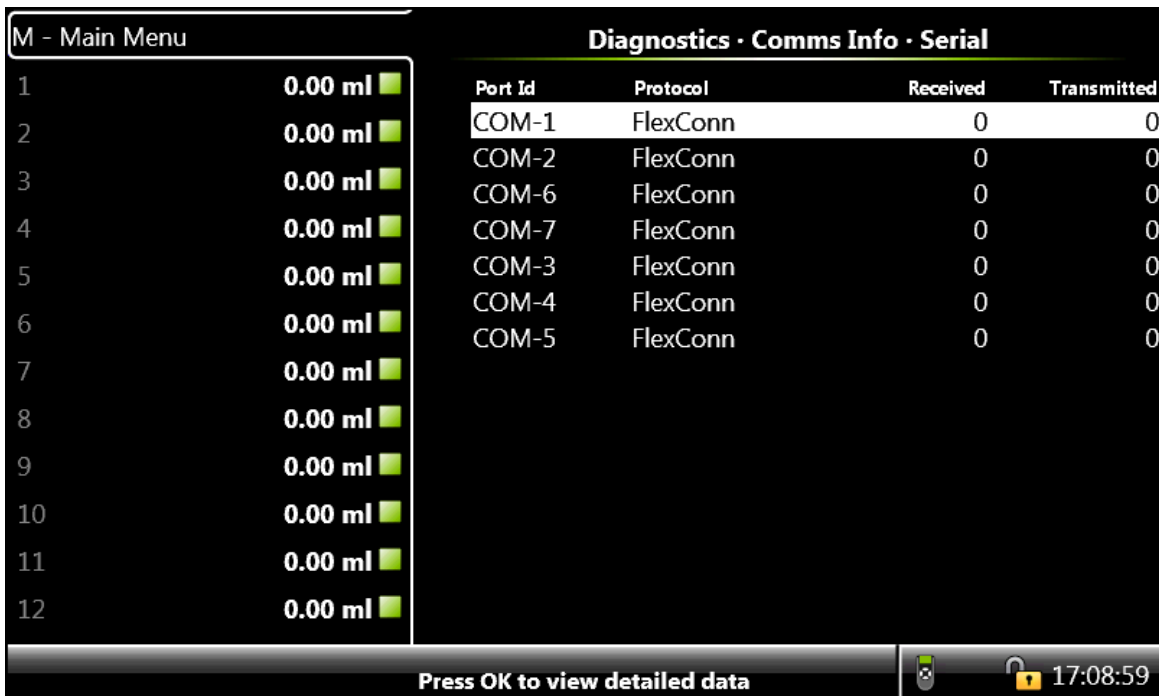 M - Main Menu
1 0.00 ml
2 0.00 ml
3 0.00 ml
4 0.00 ml
5 0.00 ml
6 0.00 ml
7 0.00 ml
8 0.00 ml
9 0.00 ml
10 0.00 ml
11 0.00 ml
12 0.00 ml
Diagnostics · Comms Info · Serial
Port Id Protocol Received Transmitted
COM-1 FlexConn 0 0
COM-2 FlexConn 0 0
COM-6 FlexConn 0 0
COM-7 FlexConn 0 0
COM-3 FlexConn 0 0
COM-4 FlexConn 0 0
COM-5 FlexConn 0 0
Press OK to view detailed data
17:08:59